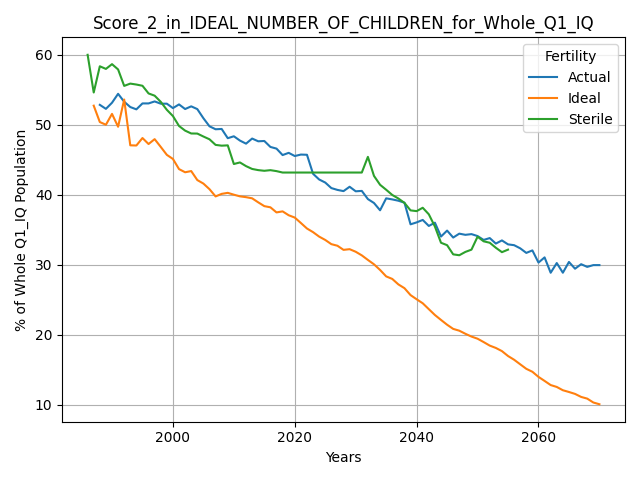 Score_2_in_IDEAL_NUMBER_OF_CHILDREN_for_Whole_Q1_IQ
Fertility
Actual
Ideal
Sterile
% of Whole Q1_IQ Population
60
50
40
30
20
10
2000 2020 2040 2060
Years